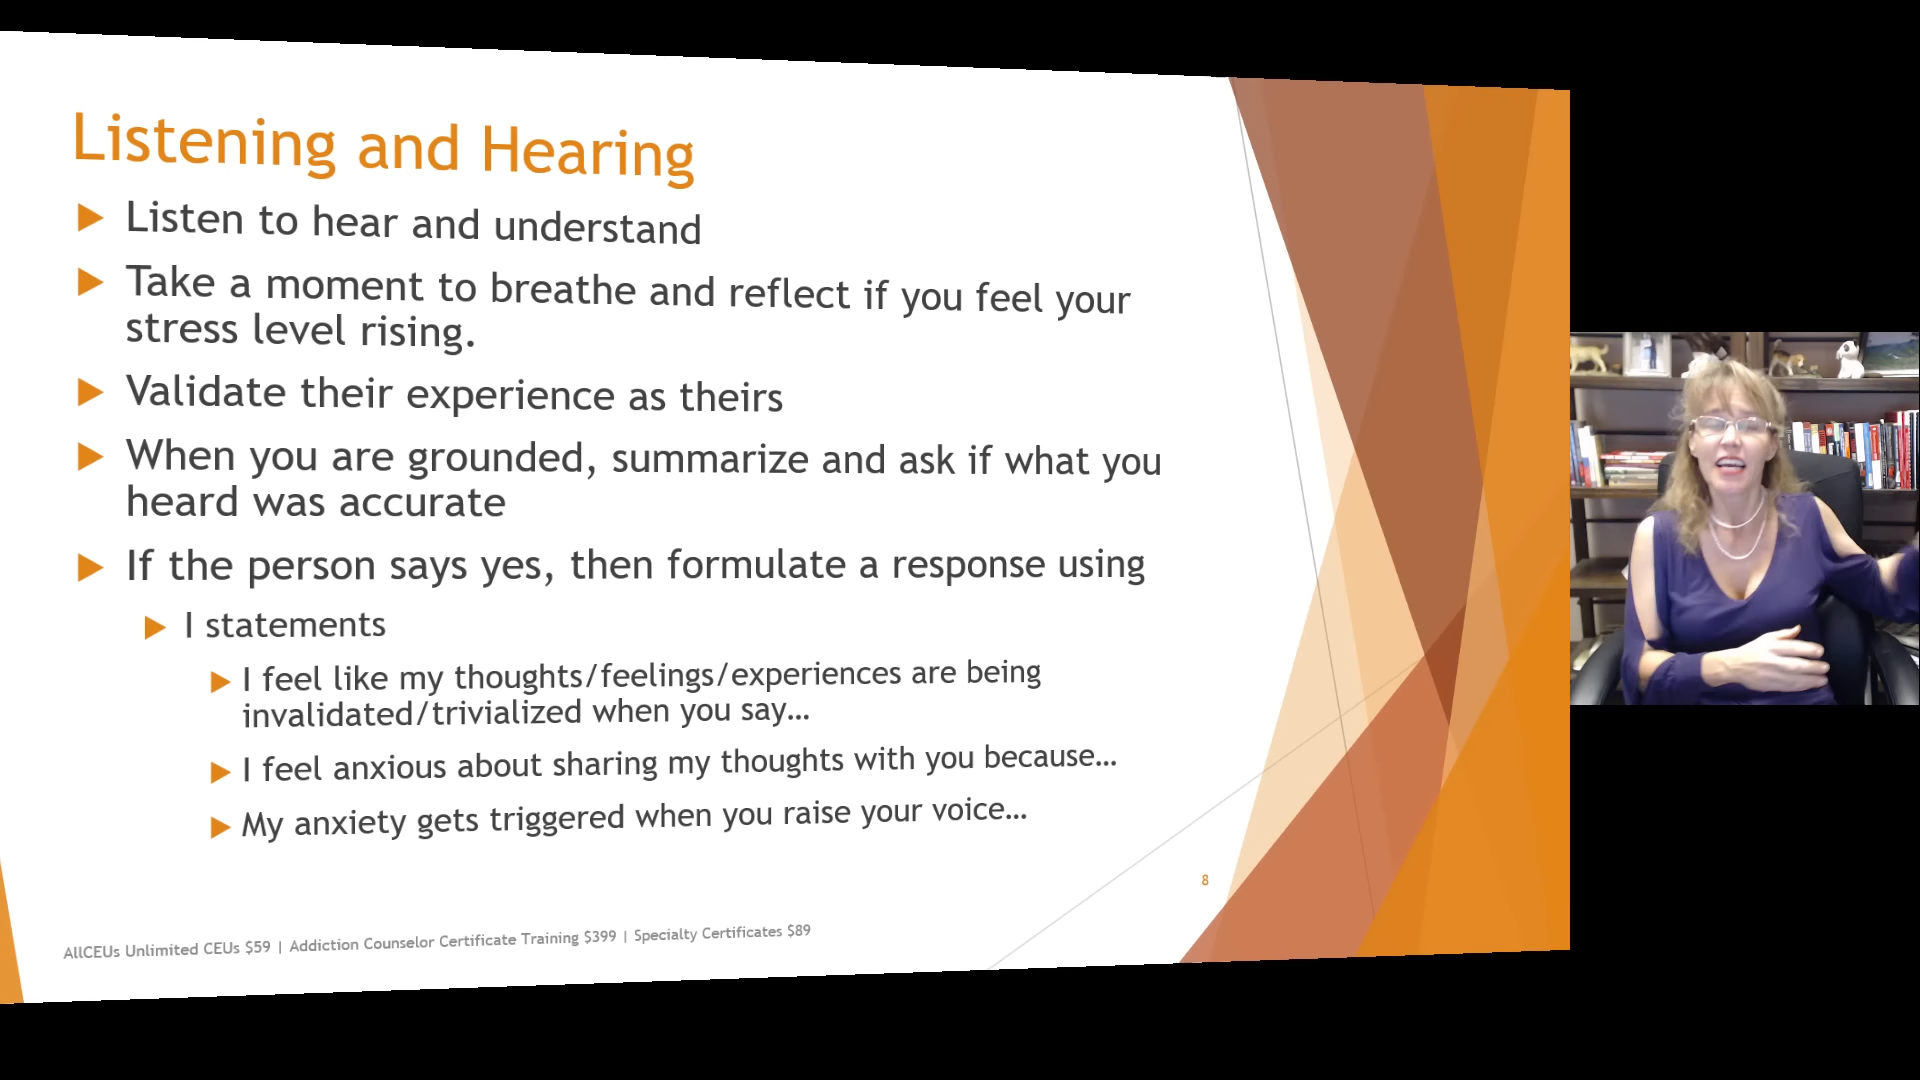 Listening and Hearing
Listen to hear and understand
Take a moment to breathe and reflect if you feel your
stress level rising.
Validate their experience as theirs
When you are grounded, summarize and ask if what you
heard was accurate
If the person says yes, then formulate a response using
I statements
I feel like my thoughts/feelings/experiences are being
invalidated/trivialized when you say…
I feel anxious about sharing my thoughts with you because…
My anxiety gets triggered when you raise your voice…
8
AllCEUs Unlimited CEUs $59 | Addiction Counselor Certificate Training $399 | Specialty Certificates $89